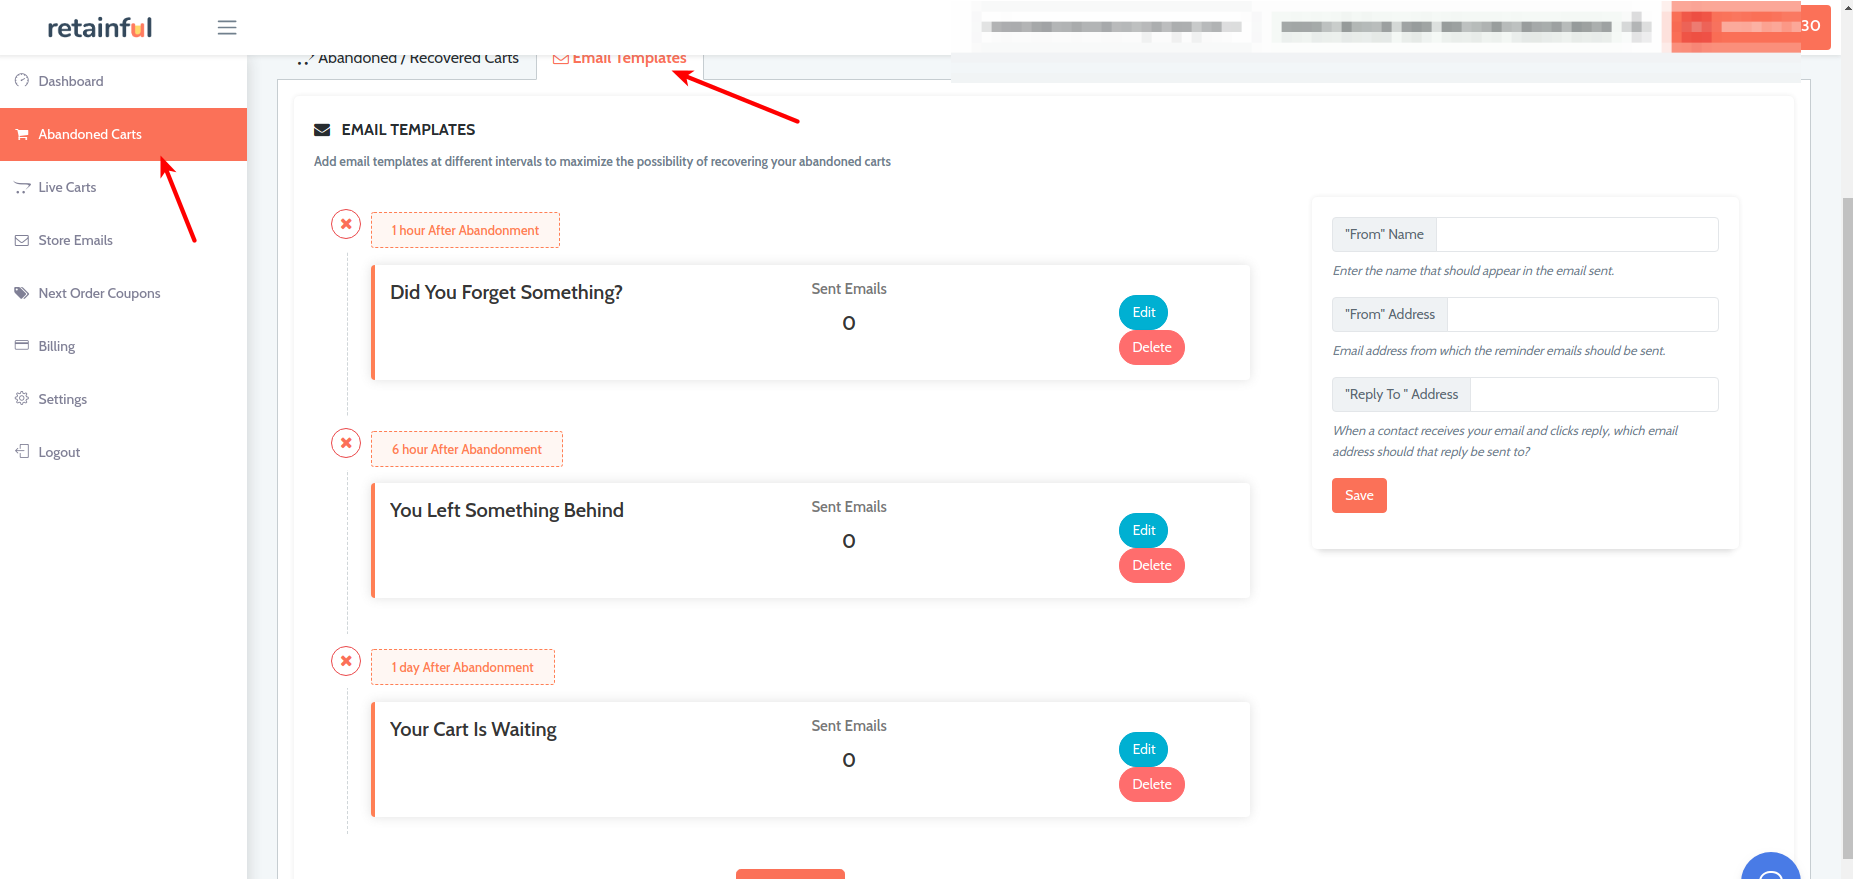 retainful
30
Dashboard
Abandoned Carts
Live Carts
Store Emails
Next Order Coupons
Billing
Settings
Logout
Abandoned / Recovered Carts
Email Templates
EMAIL TEMPLATES
Add email templates at different intervals to maximize the possibility of recovering your abandoned carts
1 hour After Abandonment
Did You Forget Something?
Sent Emails
0
Edit
Delete
6 hour After Abandonment
You Left Something Behind
Sent Emails
0
Edit
Delete
1 day After Abandonment
Your Cart Is Waiting
Sent Emails
0
Edit
Delete
"From" Name
Enter the name that should appear in the email sent.
"From" Address
Email address from which the reminder emails should be sent.
"Reply To " Address
When a contact receives your email and clicks reply, which email
address should that reply be sent to?
Save